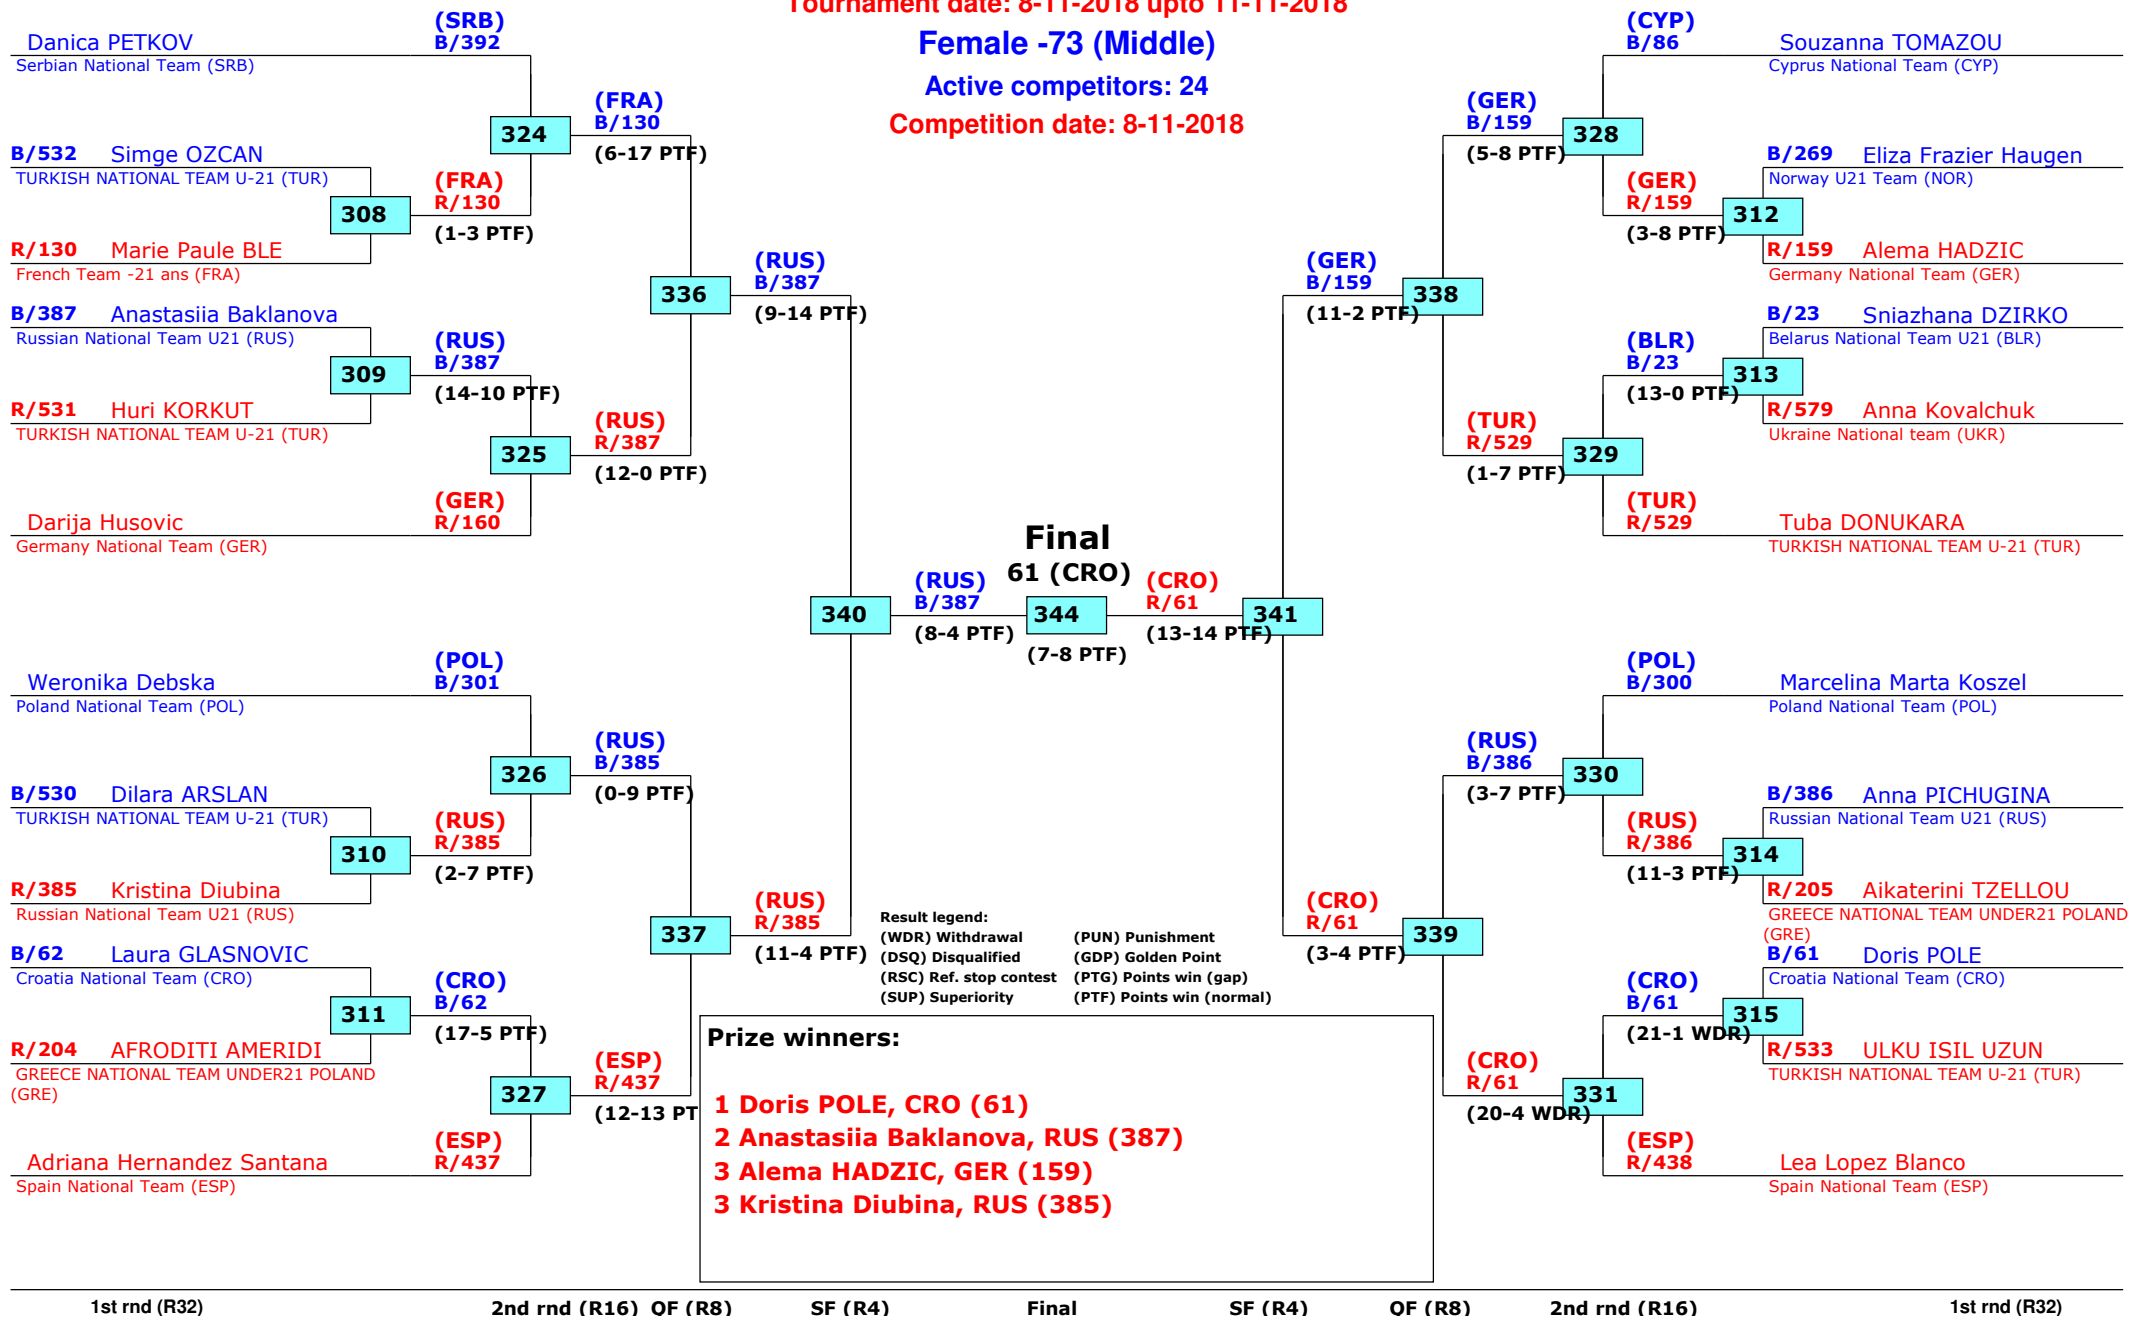 Tournament date: 8-11-2018 upto 11-11-2018
Female -73 (Middle)
Active competitors: 24
Competition date: 8-11-2018
(SRB)
B/392
Danica PETKOV
Serbian National Team (SRB)
324
(FRA)
B/130
(6-17 PTF)
B/532 Simge OZCAN
TURKISH NATIONAL TEAM U-21 (TUR)
308
(FRA)
R/130
(1-3 PTF)
R/130 Marie Paule BLE
French Team -21 ans (FRA)
336
(RUS)
B/387
(9-14 PTF)
B/387 Anastasiia Baklanova
Russian National Team U21 (RUS)
309
(RUS)
B/387
(14-10 PTF)
R/531 Huri KORKUT
TURKISH NATIONAL TEAM U-21 (TUR)
325
(RUS)
R/387
(12-0 PTF)
(GER)
R/160
Darija Husovic
Germany National Team (GER)
340
(RUS)
B/387
(8-4 PTF)
Final
61 (CRO)
344
(7-8 PTF)
(CRO)
R/61
(13-14 PTF)
341
(POL)
B/301
Weronika Debska
Poland National Team (POL)
326
(RUS)
B/385
(0-9 PTF)
B/530 Dilara ARSLAN
TURKISH NATIONAL TEAM U-21 (TUR)
310
(RUS)
R/385
(2-7 PTF)
R/385 Kristina Diubina
Russian National Team U21 (RUS)
337
(RUS)
R/385
(11-4 PTF)
B/62 Laura GLASNOVIC
Croatia National Team (CRO)
311
(CRO)
B/62
(17-5 PTF)
R/204 AFRODITI AMERIDI
GREECE NATIONAL TEAM UNDER21 POLAND
(GRE)
327
(ESP)
R/437
(12-13 PT
(ESP)
R/437
Adriana Hernandez Santana
Spain National Team (ESP)
(CYP)
B/86
Souzanna TOMAZOU
Cyprus National Team (CYP)
(GER)
B/159
(5-8 PTF)
328
B/269 Eliza Frazier Haugen
Norway U21 Team (NOR)
(GER)
R/159
(3-8 PTF)
312
R/159 Alema HADZIC
Germany National Team (GER)
(GER)
B/159
(11-2 PTF)
338
B/23 Sniazhana DZIRKO
Belarus National Team U21 (BLR)
(BLR)
B/23
(13-0 PTF)
313
R/579 Anna Kovalchuk
Ukraine National team (UKR)
(TUR)
R/529
(1-7 PTF)
329
(TUR)
R/529
Tuba DONUKARA
TURKISH NATIONAL TEAM U-21 (TUR)
(POL)
B/300
Marcelina Marta Koszel
Poland National Team (POL)
(RUS)
B/386
(3-7 PTF)
330
B/386 Anna PICHUGINA
Russian National Team U21 (RUS)
(RUS)
R/386
(11-3 PTF)
314
R/205 Aikaterini TZELLOU
GREECE NATIONAL TEAM UNDER21 POLAND
(GRE)
(CRO)
R/61
(3-4 PTF)
339
B/61 Doris POLE
Croatia National Team (CRO)
(CRO)
B/61
(21-1 WDR)
315
R/533 ULKU ISIL UZUN
TURKISH NATIONAL TEAM U-21 (TUR)
(CRO)
R/61
(20-4 WDR)
331
(ESP)
R/438
Lea Lopez Blanco
Spain National Team (ESP)
Result legend:
(WDR) Withdrawal (PUN) Punishment
(DSQ) Disqualified (GDP) Golden Point
(RSC) Ref. stop contest (PTG) Points win (gap)
(SUP) Superiority (PTF) Points win (normal)
Prize winners:
1 Doris POLE, CRO (61)
2 Anastasiia Baklanova, RUS (387)
3 Alema HADZIC, GER (159)
3 Kristina Diubina, RUS (385)
1st rnd (R32) 2nd rnd (R16) QF (R8) SF (R4) Final SF (R4) QF (R8) 2nd rnd (R16) 1st rnd (R32)